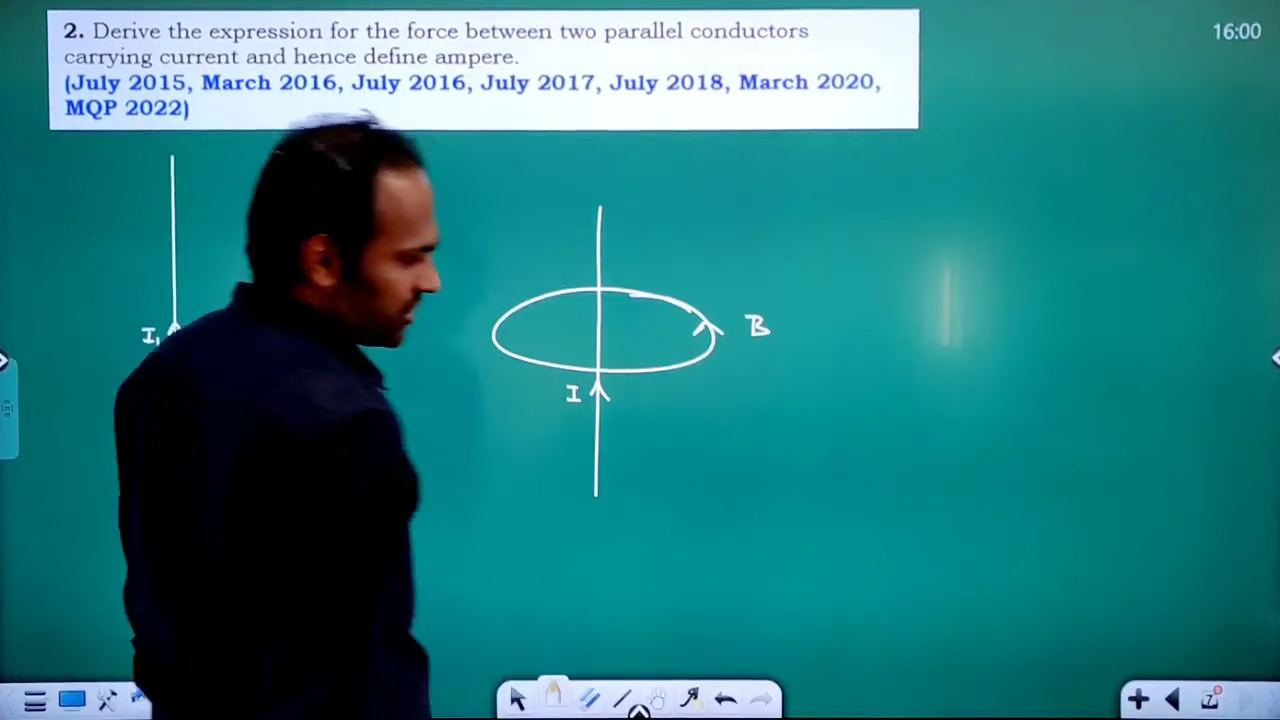 2. Derive the expression for the force between two parallel conductors
carrying current and hence define ampere.
(July 2015, March 2016, July 2016, July 2017, July 2018, March 2020,
MQP 2022)
16:00
I₁
B
I